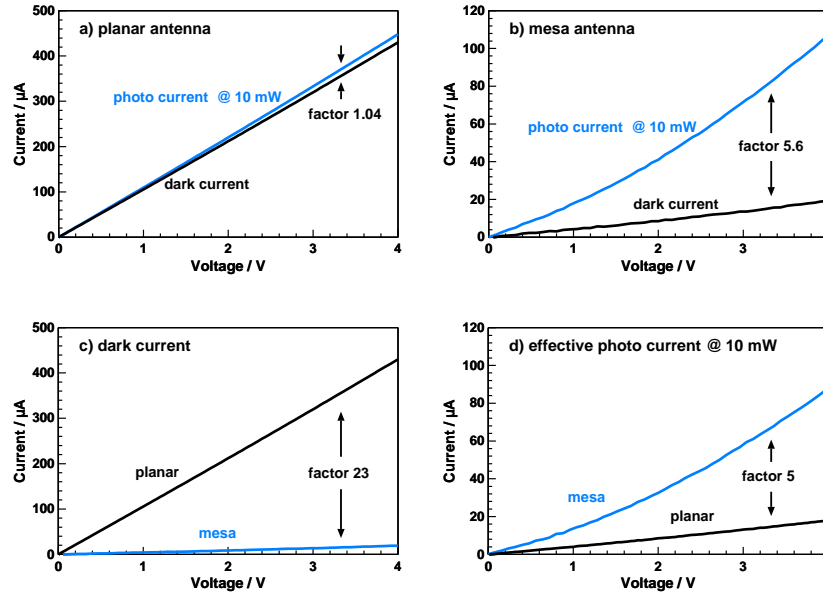 a) planar antenna
photo current @ 10 mW
factor 1.04
dark current
Current / µA
500
400
300
200
100
0
0 1 2 3 4
Voltage / V
b) mesa antenna
photo current @ 10 mW
factor 5.6
dark current
Current / µA
120
100
80
60
40
20
0
0 1 2 3
Voltage / V
c) dark current
planar
factor 23
mesa
Current / µA
500
400
300
200
100
0
0 1 2 3 4
Voltage / V
d) effective photo current @ 10 mW
mesa
factor 5
planar
Current / µA
120
100
80
60
40
20
0
0 1 2 3
Voltage / V